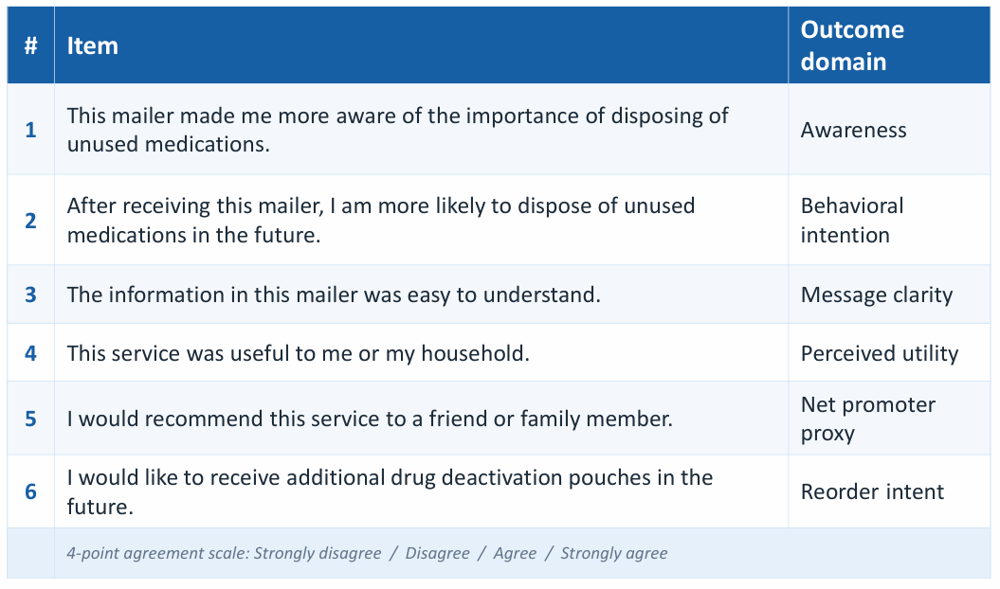 # Item Outcome
domain
1 This mailer made me more aware of the importance of disposing of
unused medications. Awareness
2 After receiving this mailer, I am more likely to dispose of unused
medications in the future. Behavioral
intention
3 The information in this mailer was easy to understand. Message clarity
4 This service was useful to me or my household. Perceived utility
5 I would recommend this service to a friend or family member. Net promoter
proxy
6 I would like to receive additional drug deactivation pouches in the
future. Reorder intent
4-point agreement scale: Strongly disagree / Disagree / Agree / Strongly agree